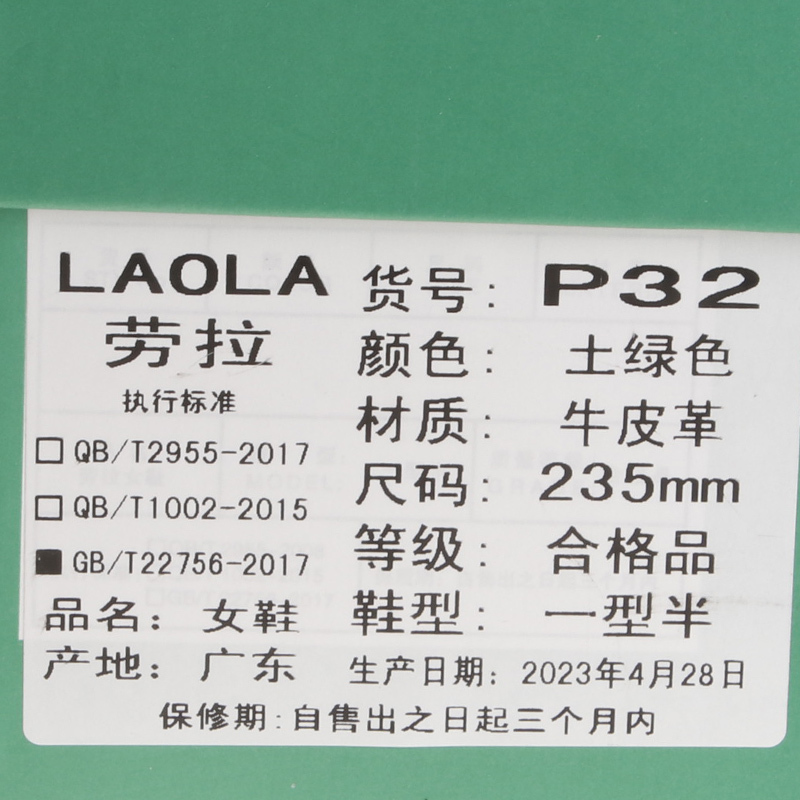 LAOLA
劳拉
执行标准
□QB/T2955-2017
□QB/T1002-2015
■GB/T22756-2017
品名：女鞋
产地：广东
货号：P32
颜色：土绿色
材质：牛皮革
尺码：235mm
等级：合格品
鞋型：一型半
生产日期：2023年4月28日
保修期：自售出之日起三个月内